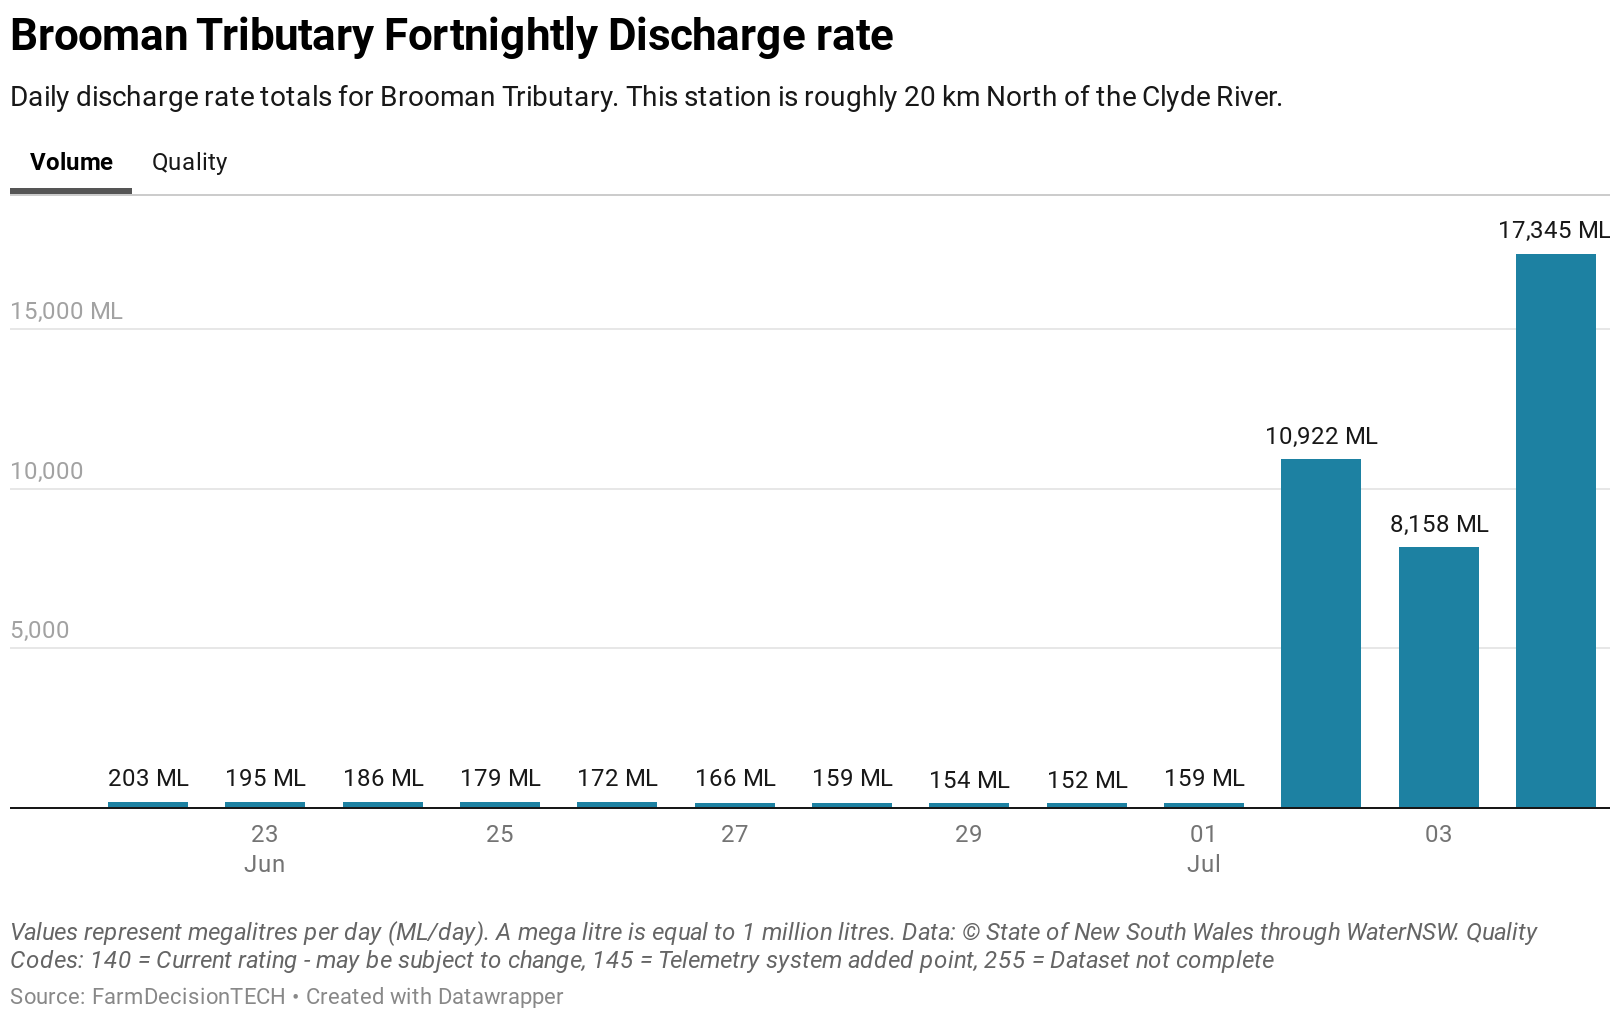 Brooman Tributary Fortnightly Discharge rate
Daily discharge rate totals for Brooman Tributary. This station is roughly 20 km North of the Clyde River.
Volume Quality
17,345 ML
15,000 ML
10,922 ML
10,000
8,158 ML
5,000
203 ML 195 ML 186 ML 179 ML 172 ML 166 ML 159 ML 154 ML 152 ML 159 ML
23 25 27 29 01 03
Jun Jul
Values represent megalitres per day (ML/day). A mega litre is equal to 1 million litres. Data: © State of New South Wales through WaterNSW. Quality
Codes: 140 = Current rating - may be subject to change, 145 = Telemetry system added point, 255 = Dataset not complete
Source: FarmDecisionTECH • Created with Datawrapper